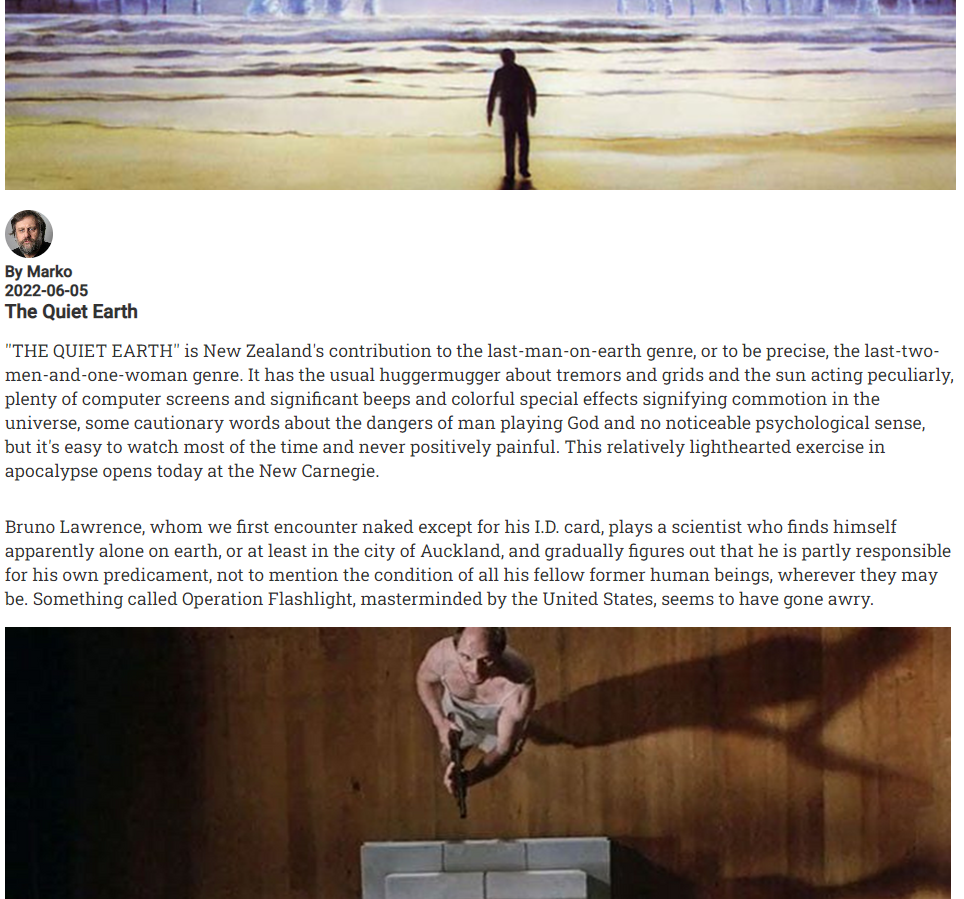 By Marko
2022-06-05
The Quiet Earth
"THE QUIET EARTH" is New Zealand's contribution to the last-man-on-earth genre, or to be precise, the last-two-
men-and-one-woman genre. It has the usual huggermugger about tremors and grids and the sun acting peculiarly,
plenty of computer screens and significant beeps and colorful special effects signifying commotion in the
universe, some cautionary words about the dangers of man playing God and no noticeable psychological sense,
but it's easy to watch most of the time and never positively painful. This relatively lighthearted exercise in
apocalypse opens today at the New Carnegie.
Bruno Lawrence, whom we first encounter naked except for his I.D. card, plays a scientist who finds himself
apparently alone on earth, or at least in the city of Auckland, and gradually figures out that he is partly responsible
for his own predicament, not to mention the condition of all his fellow former human beings, wherever they may
be. Something called Operation Flashlight, masterminded by the United States, seems to have gone awry.